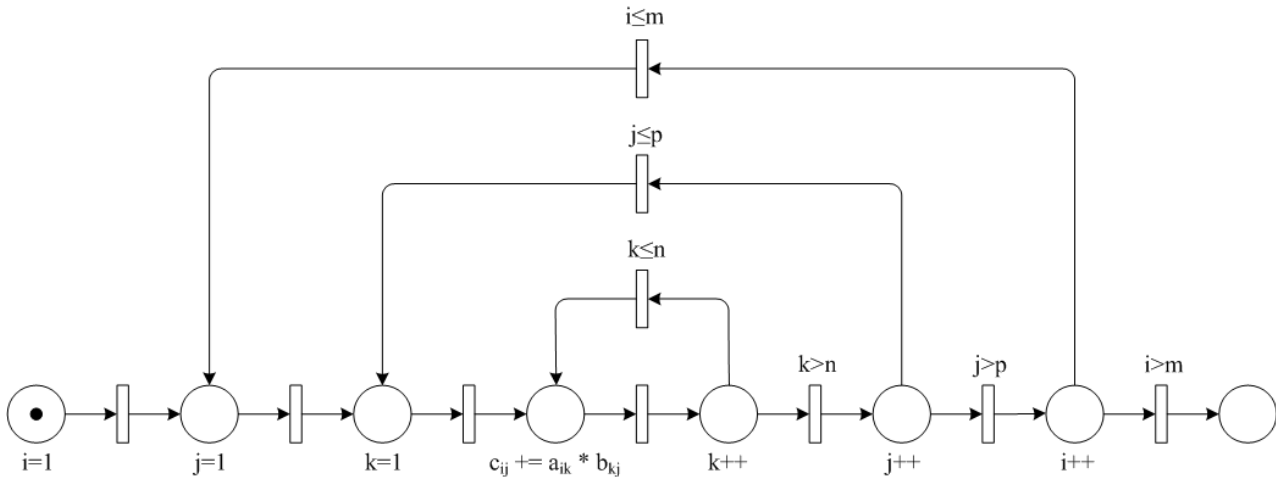 i≤m
j≤p
k≤n
k>n
j>p
i>m
i=1
j=1
k=1
cᵢⱼ += aᵢₖ * bₖⱼ
k++
j++
i++